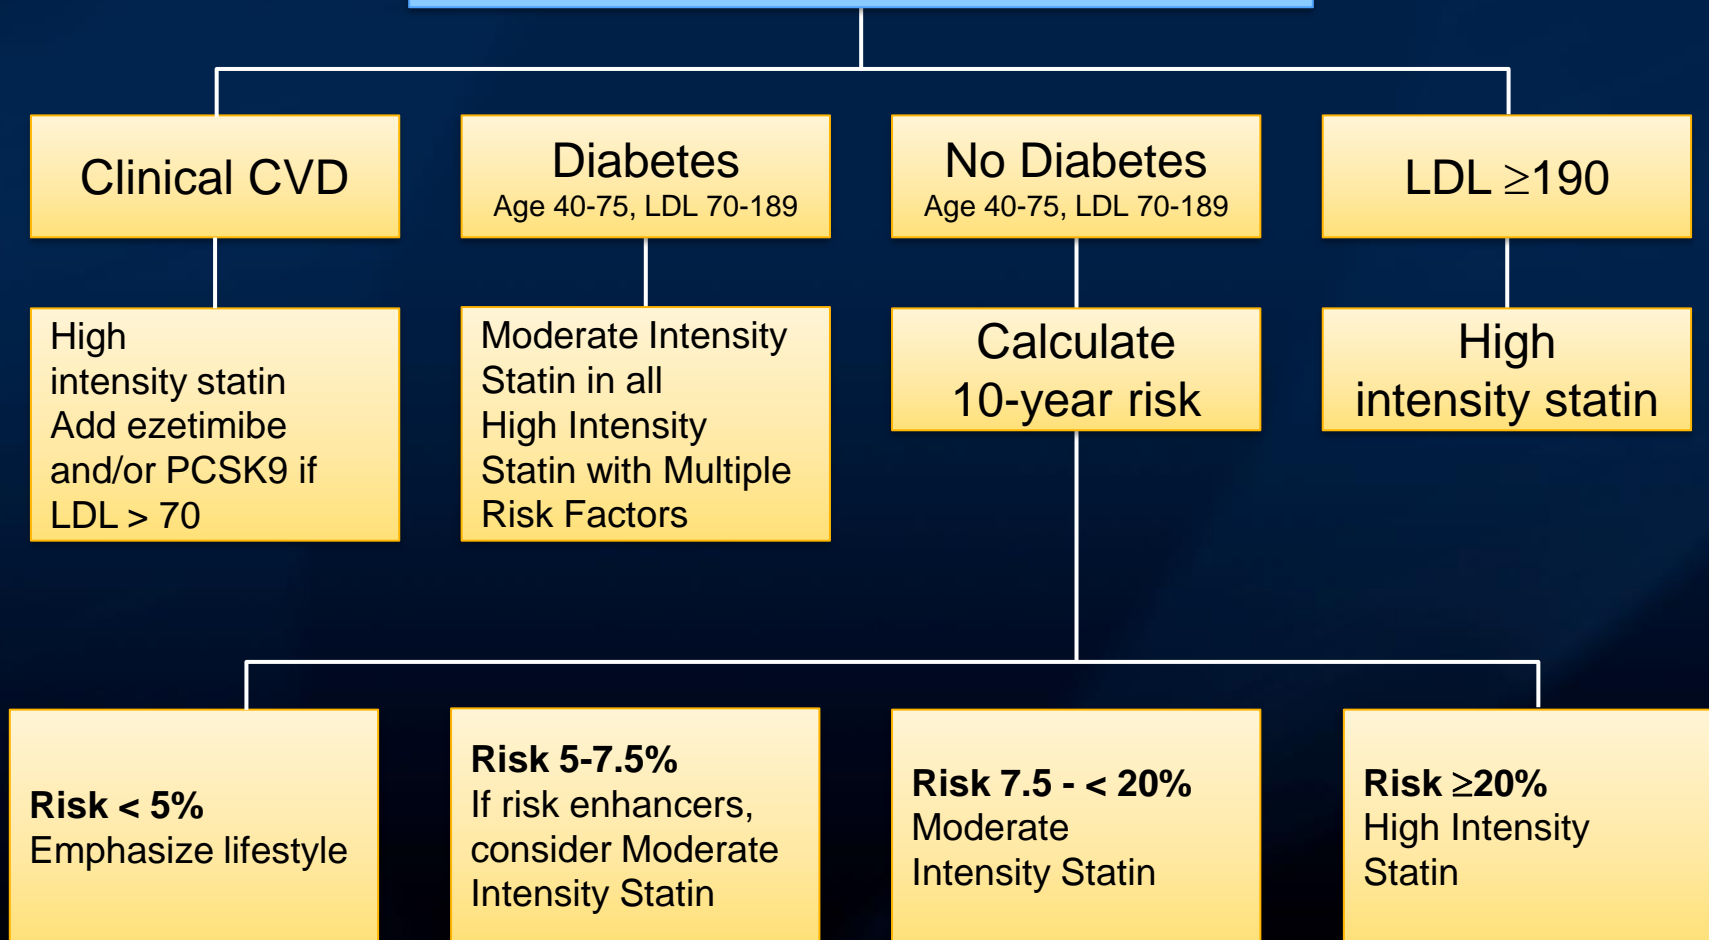 Clinical CVD
Diabetes
Age 40-75, LDL 70-189
No Diabetes
Age 40-75, LDL 70-189
LDL ≥190
High
intensity statin
Add ezetimibe
and/or PCSK9 if
LDL > 70
Moderate Intensity
Statin in all
High Intensity
Statin with Multiple
Risk Factors
Calculate
10-year risk
High
intensity statin
Risk < 5%
Emphasize lifestyle
Risk 5-7.5%
If risk enhancers,
consider Moderate
Intensity Statin
Risk 7.5 - < 20%
Moderate
Intensity Statin
Risk ≥20%
High Intensity
Statin